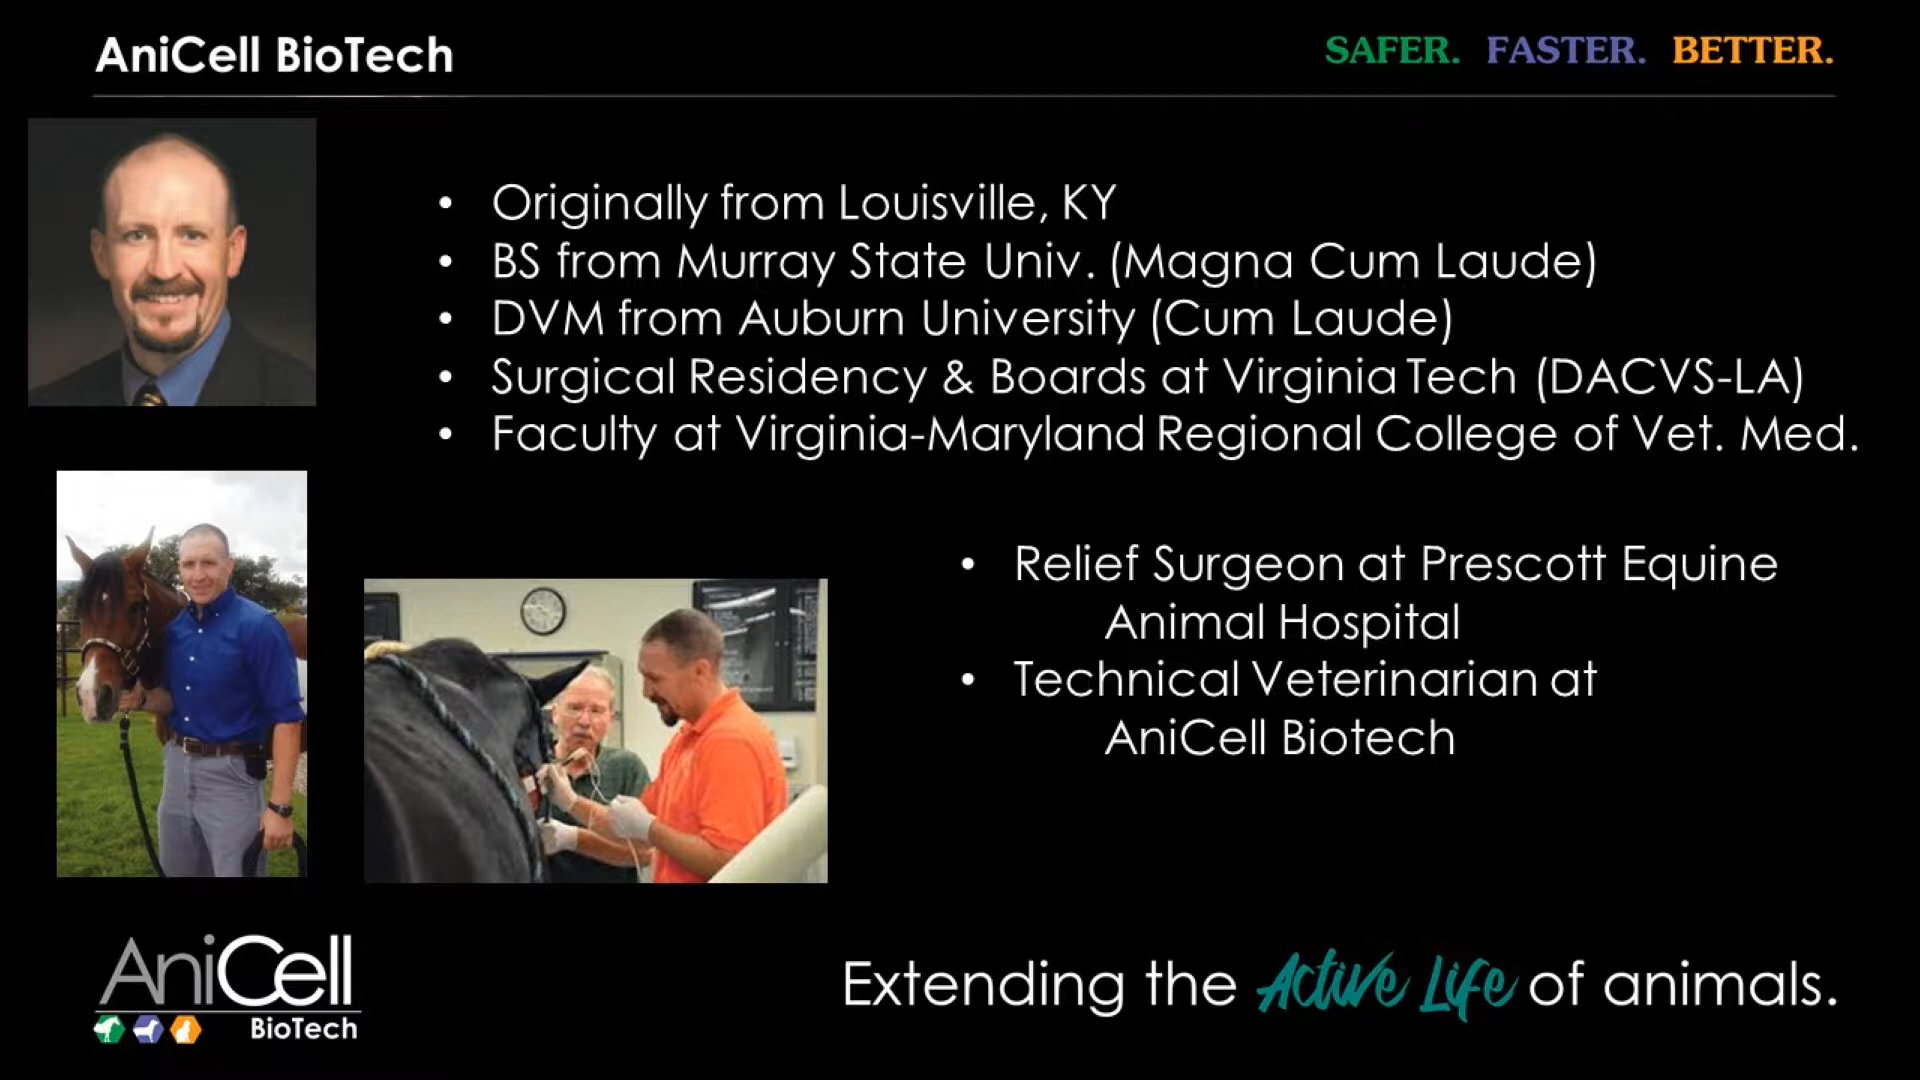 AniCell BioTech
SAFER. FASTER. BETTER.
• Originally from Louisville, KY
• BS from Murray State Univ. (Magna Cum Laude)
• DVM from Auburn University (Cum Laude)
• Surgical Residency & Boards at Virginia Tech (DACVS-LA)
• Faculty at Virginia-Maryland Regional College of Vet. Med.
• Relief Surgeon at Prescott Equine
Animal Hospital
• Technical Veterinarian at
AniCell Biotech
AniCell
BioTech
Extending the Active Life of animals.